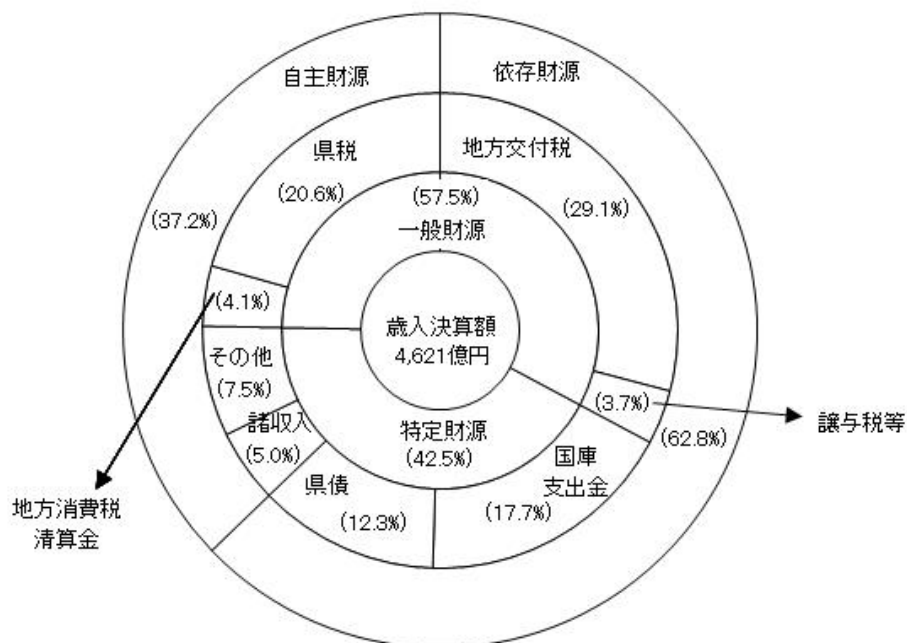 自主財源
依存財源
県税
(20.6%)
地方交付税
(29.1%)
(57.5%)
一般財源
(37.2%)
(4.1%)
歳入決算額
4,621億円
その他
(7.5%)
諸収入
(5.0%)
特定財源
(42.5%)
(3.7%)
譲与税等
(62.8%)
国庫
支出金
(17.7%)
県債
(12.3%)
地方消費税
清算金